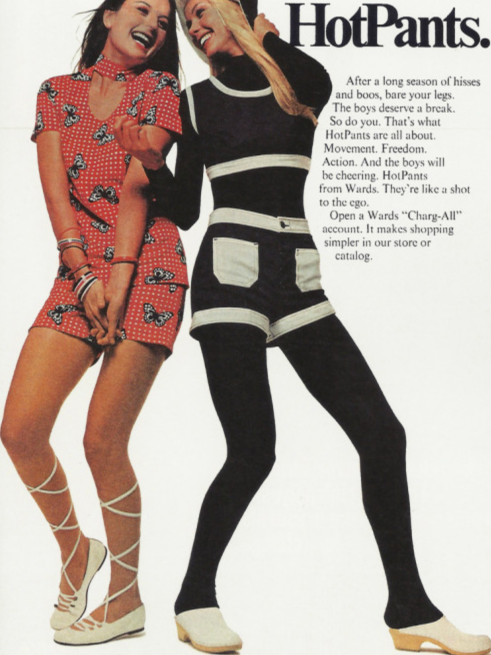 HotPants.
After a long season of hisses
and boos, bare your legs.
The boys deserve a break.
So do you. That's what
HotPants are all about.
Movement. Freedom.
Action. And the boys will
be cheering. HotPants
from Wards. They're like a shot
to the ego.
Open a Wards "Charg-All"
account. It makes shopping
simpler in our store or
catalog.